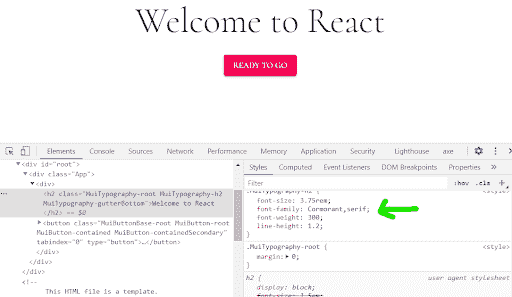 Welcome to React
READY TO GO
Elements Console Sources Network Performance Memory Application Security Lighthouse axe
▼<div id="root">
▼<div class="App">
▼<div>
<h2 class="MuiTypography-root MuiTypography-h2
MuiTypography-gutterBottom">Welcome to React
</h2> == $0
▶<button class="MuiButtonBase-root MuiButton-root
MuiButton-contained MuiButton-containedSecondary"
tabindex="0" type="button">…</button>
</div>
</div>
</div>
<!--
This HTML file is a template.
Styles Computed Event Listeners DOM Breakpoints Properties »
Filter :hov .cls +
.MuiTypography-h2 { <style>
font-size: 3.75rem;
font-family: Cormorant,serif;
font-weight: 300;
line-height: 1.2;
}
.MuiTypography-root { <style>
margin:▶ 0;
}
h2 { user agent stylesheet
display: block;
font-size: 1.5em;